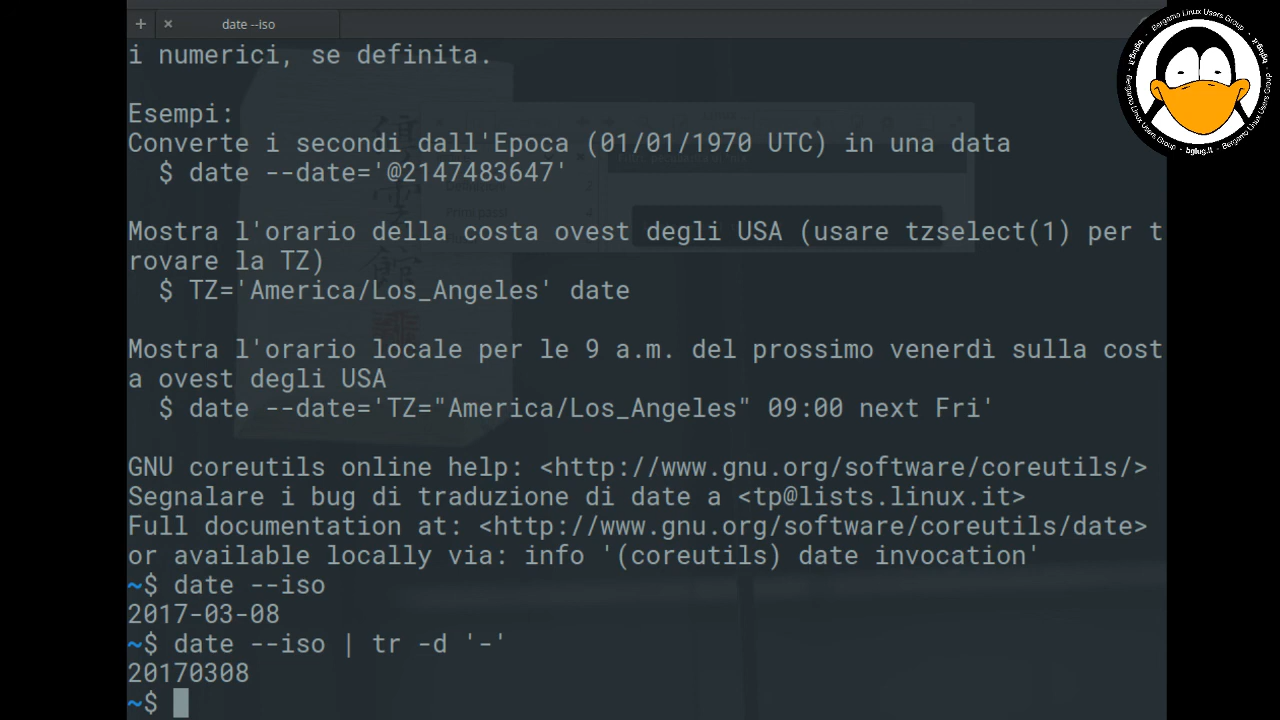 date --iso
i numerici, se definita.
Esempi:
Converte i secondi dall'Epoca (01/01/1970 UTC) in una data
$ date --date='@2147483647'
Mostra l'orario della costa ovest degli USA (usare tzselect(1) per t
rovare la TZ)
$ TZ='America/Los_Angeles' date
Mostra l'orario locale per le 9 a.m. del prossimo venerdì sulla cost
a ovest degli USA
$ date --date='TZ="America/Los_Angeles" 09:00 next Fri'
GNU coreutils online help: <http://www.gnu.org/software/coreutils/>
Segnalare i bug di traduzione di date a <tp@lists.linux.it>
Full documentation at: <http://www.gnu.org/software/coreutils/date>
or available locally via: info '(coreutils) date invocation'
~$ date --iso
2017-03-08
~$ date --iso | tr -d '-'
20170308
~$
Bergamo Linux Users Group
bglug.it